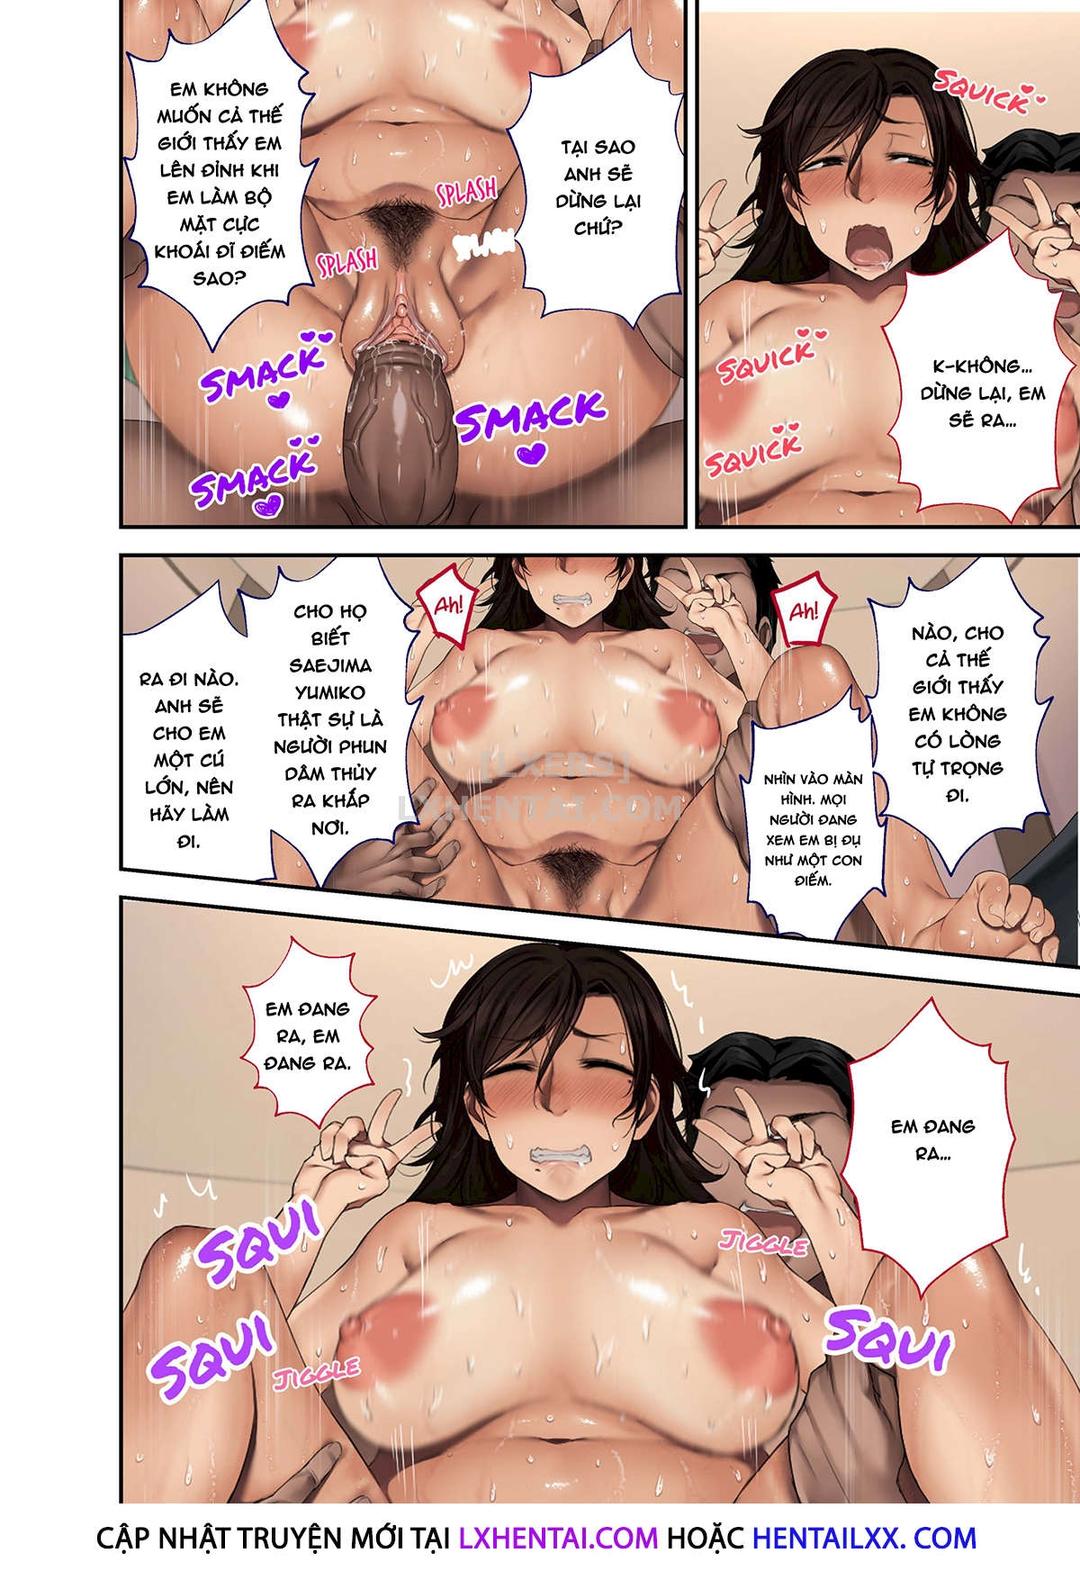 SQUICK
K-KHÔNG...
DỪNG LẠI, EM
SẼ RA...
SQUICK
SQUICK
TẠI SAO
ANH SẼ
DỪNG LẠI
CHỨ?
EM KHÔNG
MUỐN CẢ THẾ
GIỚI THẤY EM
LÊN ĐỈNH KHI
EM LÀM BỘ
MẶT CỰC
KHOÁI ĐĨ ĐIẾM
SAO?
SPLASH
SPLASH
SPLASH
SMACK
SMACK
SMACK
NÀO, CHO
CẢ THẾ
GIỚI THẤY
EM KHÔNG
CÓ LÒNG
TỰ TRỌNG
ĐI.
NHÌN VÀO MÀN
HÌNH. MỌI
NGƯỜI ĐANG
XEM EM BỊ ĐỤ
NHƯ MỘT CON
ĐIẾM.
Ah!
Ah!
CHO HỌ
BIẾT
SAEJIMA
YUMIKO
THẬT SỰ LÀ
NGƯỜI PHUN
DÂM THỦY
RA KHẮP
NƠI.
RA ĐI NÀO.
ANH SẼ
CHO EM
MỘT CÚ
LỚN, NÊN
HÃY LÀM
ĐI.
[LXERS]
LXHENTAI.COM
EM ĐANG
RA...
EM ĐANG
RA, EM
ĐANG RA.
SQUI
SQUI
SQUI
JIGGLE
JIGGLE
CẬP NHẬT TRUYỆN MỚI TẠI LXHENTAI.COM HOẶC HENTAILXX. COM